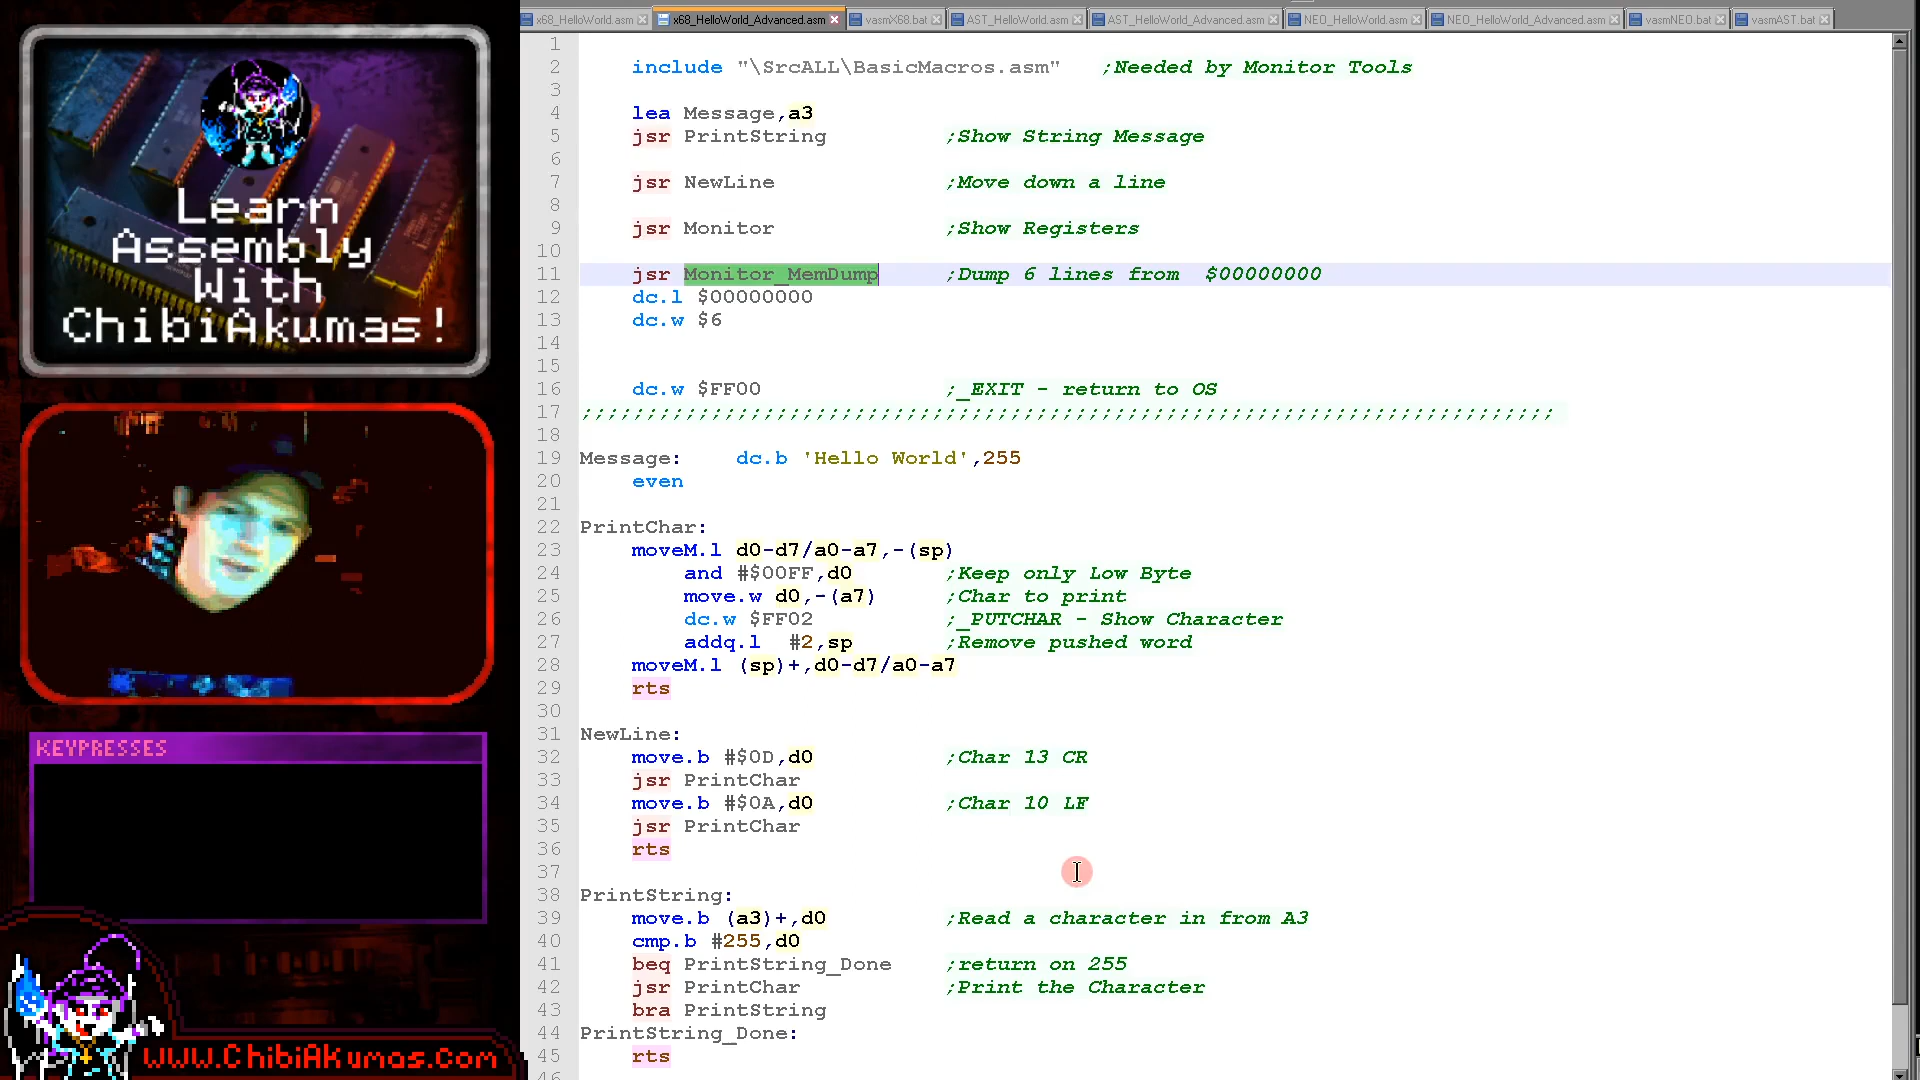 Learn
Assembly
With
ChibiAkumas!
KEYPRESSES
www.ChibiAkumas.com
x68_HelloWorld.asm x68_HelloWorld_Advanced.asm vasmX68.bat AST_HelloWorld.asm AST_HelloWorld_Advanced.asm NEO_HelloWorld.asm NEO_HelloWorld_Advanced.asm vasmNEO.bat vasmAST.bat
1
2 include "\SrcALL\BasicMacros.asm" ;Needed by Monitor Tools
3
4 lea Message,a3
5 jsr PrintString ;Show String Message
6
7 jsr NewLine ;Move down a line
8
9 jsr Monitor ;Show Registers
10
11 jsr Monitor_MemDump ;Dump 6 lines from $00000000
12 dc.l $00000000
13 dc.w $6
14
15
16 dc.w $FF00 ;_EXIT - return to OS
17 ;;;;;;;;;;;;;;;;;;;;;;;;;;;;;;;;;;;;;;;;;;;;;;;;;;;;;;;;;;;;;;;;;;;;;;;;;;;
18
19 Message: dc.b 'Hello World',255
20 even
21
22 PrintChar:
23 moveM.l d0-d7/a0-a7,-(sp)
24 and #$00FF,d0 ;Keep only Low Byte
25 move.w d0,-(a7) ;Char to print
26 dc.w $FF02 ;_PUTCHAR - Show Character
27 addq.l #2,sp ;Remove pushed word
28 moveM.l (sp)+,d0-d7/a0-a7
29 rts
30
31 NewLine:
32 move.b #$0D,d0 ;Char 13 CR
33 jsr PrintChar
34 move.b #$0A,d0 ;Char 10 LF
35 jsr PrintChar
36 rts
37
38 PrintString:
39 move.b (a3)+,d0 ;Read a character in from A3
40 cmp.b #255,d0
41 beq PrintString_Done ;return on 255
42 jsr PrintChar ;Print the Character
43 bra PrintString
44 PrintString_Done:
45 rts
46